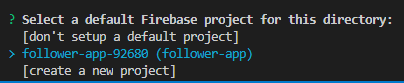 ? Select a default Firebase project for this directory:
[don't setup a default project]
> follower-app-92680 (follower-app)
[create a new project]